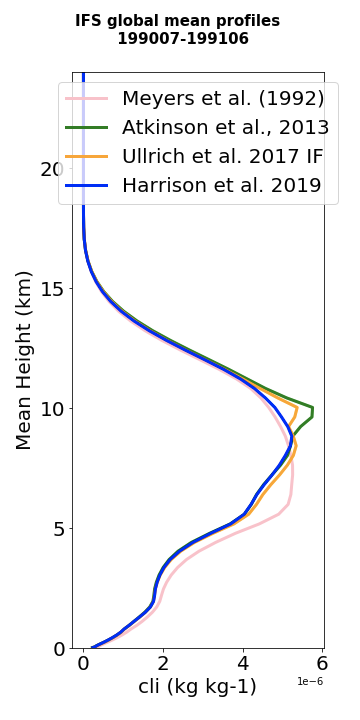 IFS global mean profiles
199007-199106
Meyers et al. (1992)
Atkinson et al., 2013
Ullrich et al. 2017 IF
Harrison et al. 2019
20
15
10
5
0
Mean Height (km)
0 2 4 6
1e-6
cli (kg kg-1)